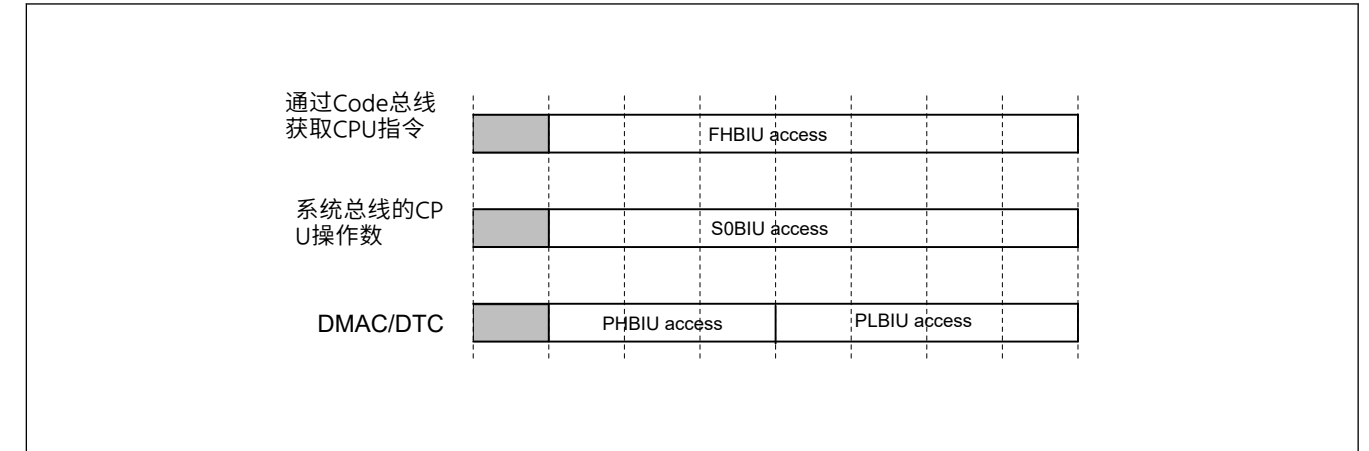 通过Code总线
获取CPU指令
FHBIU access
系统总线的CP
U操作数
S0BIU access
DMAC/DTC
PHBIU access
PLBIU access